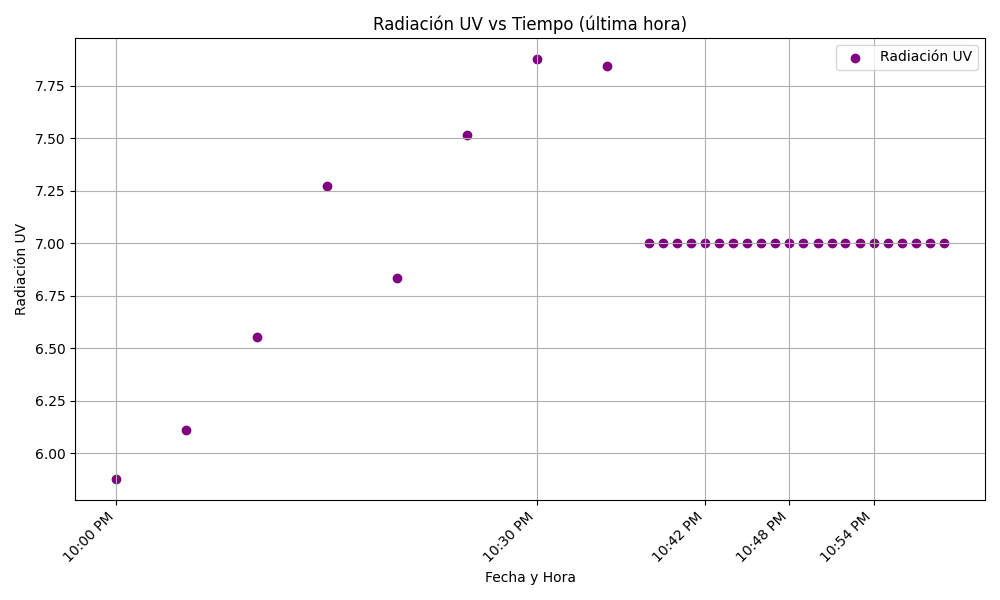 Radiación UV vs Tiempo (última hora)
Radiación UV
7.75
7.50
7.25
7.00
6.75
6.50
6.25
6.00
Radiación UV
10:00 PM
10:30 PM
10:42 PM
10:48 PM
10:54 PM
Fecha y Hora